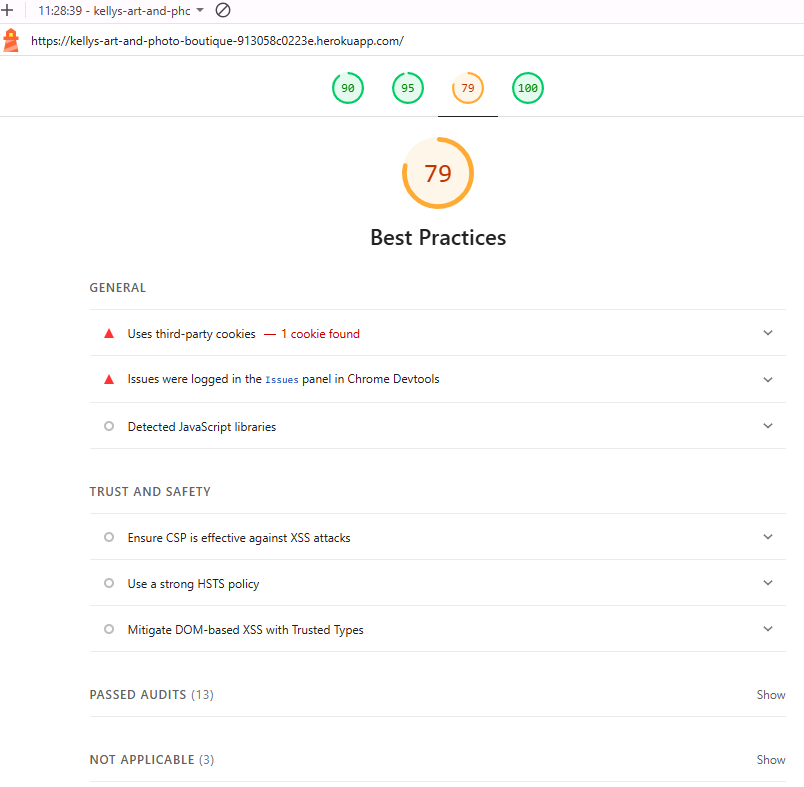 11:28:39 - kellys-art-and-phc
https://kellys-art-and-photo-boutique-913058c0223e.herokuapp.com/
90 95 79 100
79
Best Practices
GENERAL
Uses third-party cookies — 1 cookie found
Issues were logged in the Issues panel in Chrome Devtools
Detected JavaScript libraries
TRUST AND SAFETY
Ensure CSP is effective against XSS attacks
Use a strong HSTS policy
Mitigate DOM-based XSS with Trusted Types
PASSED AUDITS (13) Show
NOT APPLICABLE (3) Show